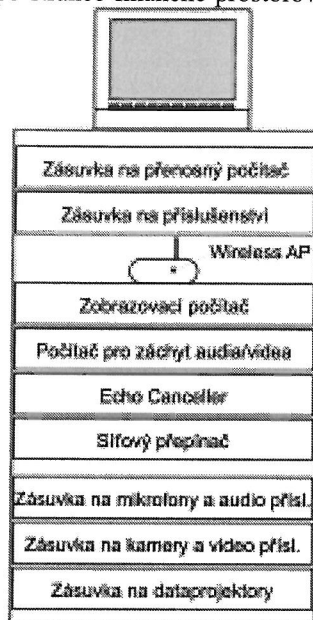 Zásuvka na přenosný počítač
Zásuvka na příslušenství
Wireless AP
Zobrazovací počítač
Počítač pro záchyt audia/videa
Echo Canceller
Síťový přepínač
Zásuvka na mikrofony a audio přísl.
Zásuvka na kamery a video přísl.
Zásuvka na dataprojektory